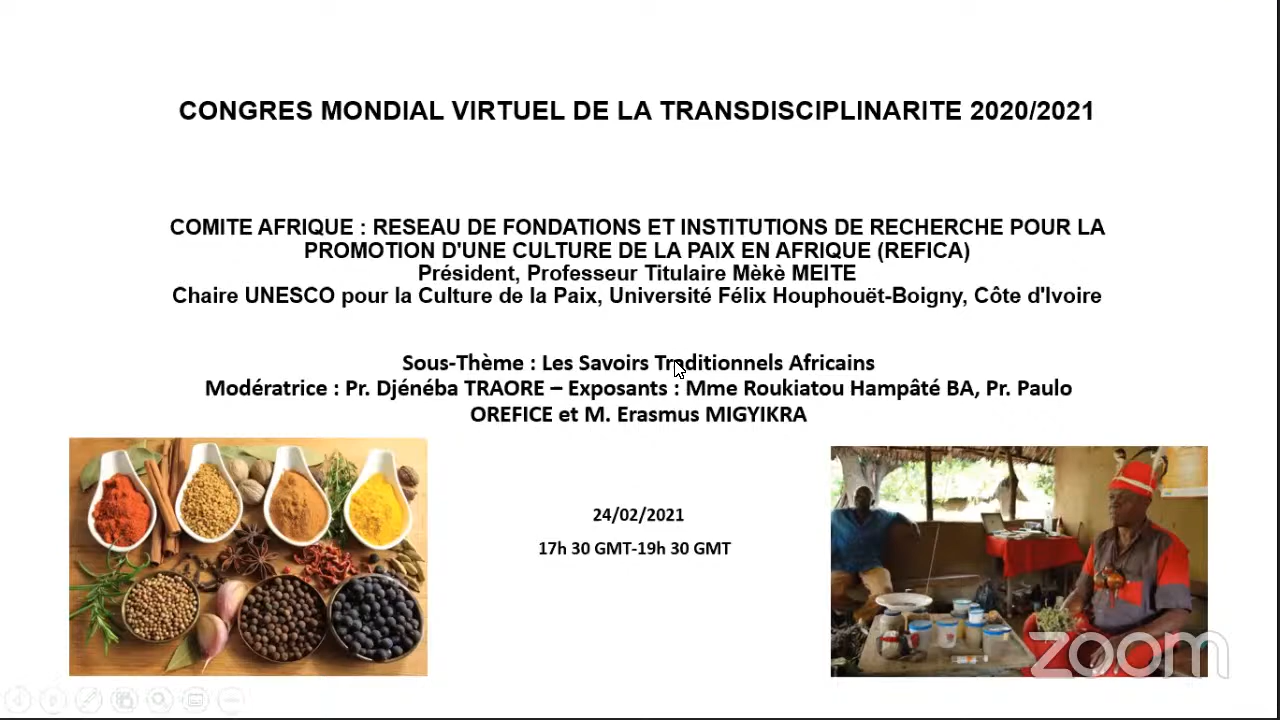 CONGRES MONDIAL VIRTUEL DE LA TRANSDISCIPLINARITE 2020/2021
COMITE AFRIQUE : RESEAU DE FONDATIONS ET INSTITUTIONS DE RECHERCHE POUR LA
PROMOTION D'UNE CULTURE DE LA PAIX EN AFRIQUE (REFICA)
Président, Professeur Titulaire Mèkè MEITE
Chaire UNESCO pour la Culture de la Paix, Université Félix Houphouët-Boigny, Côte d'Ivoire
Sous-Thème : Les Savoirs Traditionnels Africains
Modératrice : Pr. Djénéba TRAORE – Exposants : Mme Roukiatou Hampâté BA, Pr. Paulo
OREFICE et M. Erasmus MIGYIKRA
24/02/2021
17h 30 GMT-19h 30 GMT
zoom